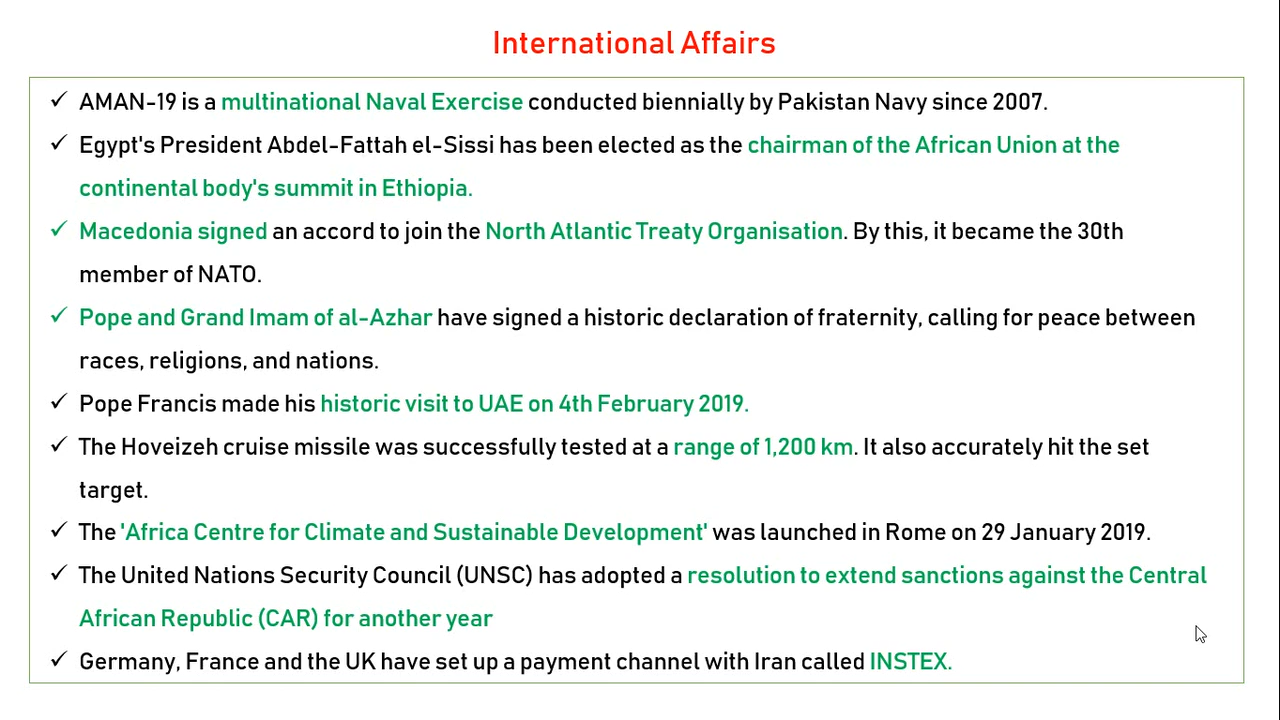 International Affairs
✓ AMAN-19 is a multinational Naval Exercise conducted biennially by Pakistan Navy since 2007.
✓ Egypt's President Abdel-Fattah el-Sissi has been elected as the chairman of the African Union at the
continental body's summit in Ethiopia.
✓ Macedonia signed an accord to join the North Atlantic Treaty Organisation. By this, it became the 30th
member of NATO.
✓ Pope and Grand Imam of al-Azhar have signed a historic declaration of fraternity, calling for peace between
races, religions, and nations.
✓ Pope Francis made his historic visit to UAE on 4th February 2019.
✓ The Hoveizeh cruise missile was successfully tested at a range of 1,200 km. It also accurately hit the set
target.
✓ The 'Africa Centre for Climate and Sustainable Development' was launched in Rome on 29 January 2019.
✓ The United Nations Security Council (UNSC) has adopted a resolution to extend sanctions against the Central
African Republic (CAR) for another year
✓ Germany, France and the UK have set up a payment channel with Iran called INSTEX.